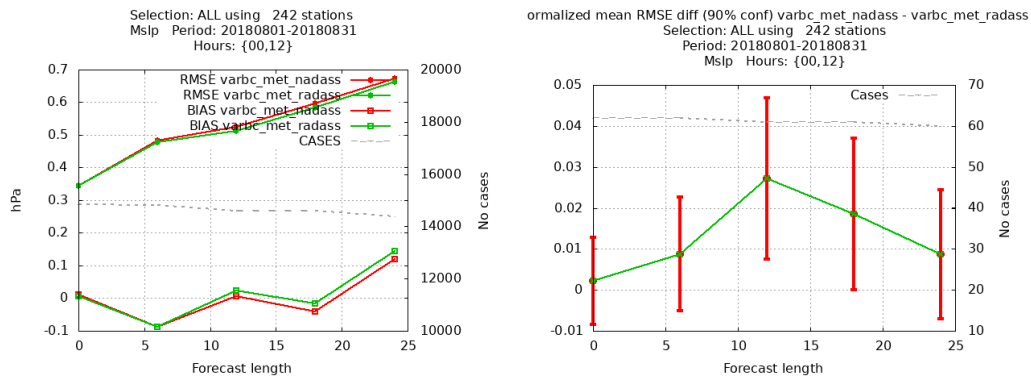 Selection: ALL using 242 stations
Mslp Period: 20180801-20180831
Hours: {00,12}
0.7
0.6
0.5
0.4
0.3
0.2
0.1
0
-0.1
hPa
RMSE varbc_met_nadass
RMSE varbc_met_radass
BIAS varbc_met_nadass
BIAS varbc_met_radass
CASES
20000
18000
16000
14000
12000
10000
No cases
0 5 10 15 20 25
Forecast length
ormalized mean RMSE diff (90% conf) varbc_met_nadass - varbc_met_radass
Selection: ALL using 242 stations
Period: 20180801-20180831
Mslp Hours: {00,12}
0.05
0.04
0.03
0.02
0.01
0
-0.01
Cases
70
60
50
40
30
20
10
No cases
0 5 10 15 20 25
Forecast length